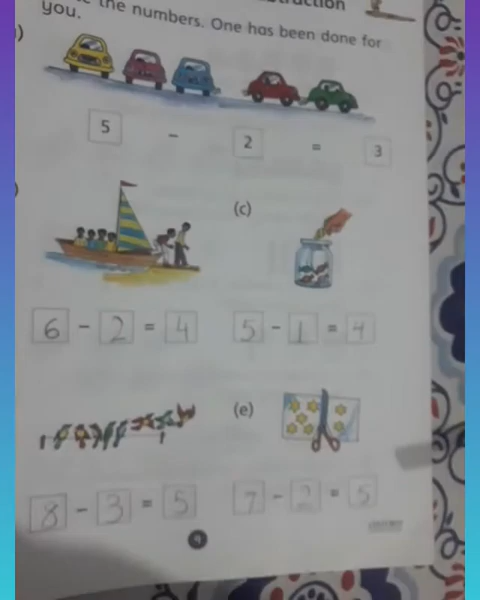 the numbers. One has been done for
you.
5 - 2 = 3
(c)
6 - 2 = 4
5 - 1 = 4
(e)
8 - 3 = 5
7 - 2 = 5
9